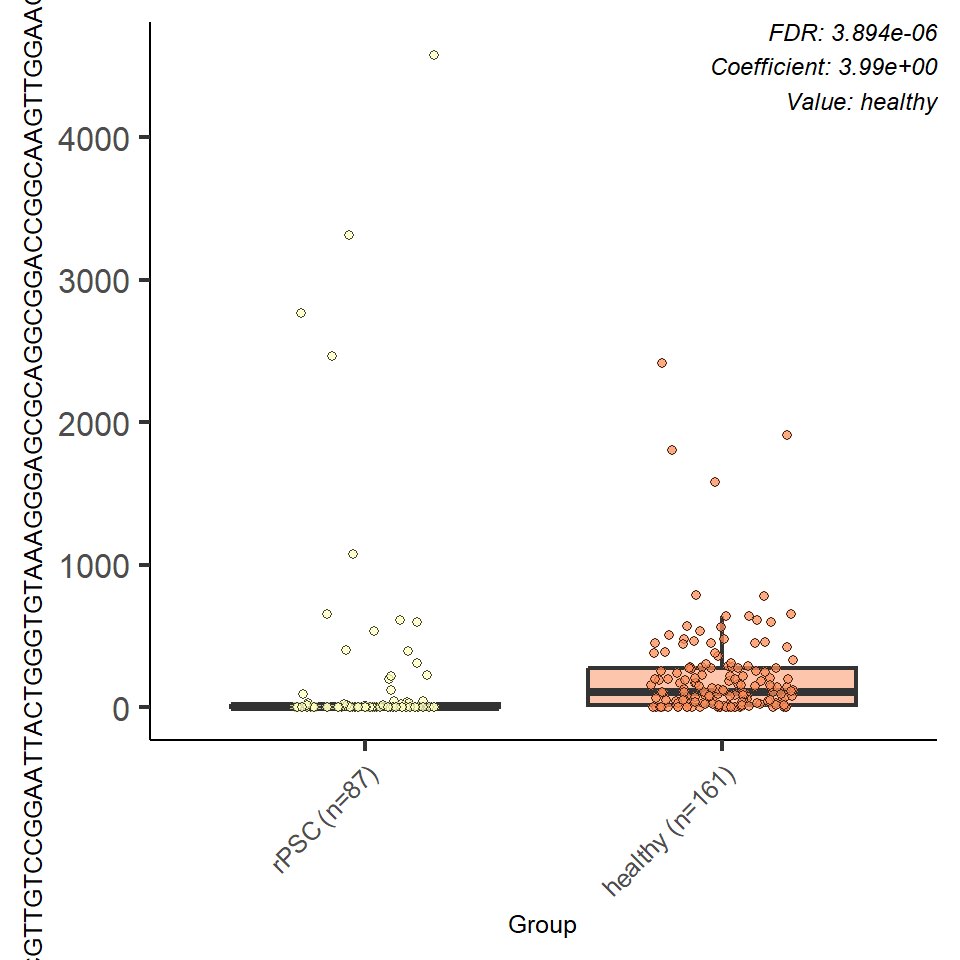 FDR: 3.894e-06
Coefficient: 3.99e+00
Value: healthy
GTTGTCCGGAATTACTGGGTGTAAAGGGAGCGCAGGCGGACCGGCAAGTTGGAA
4000
3000
2000
1000
0
rPSC (n=87)
healthy (n=161)
Group